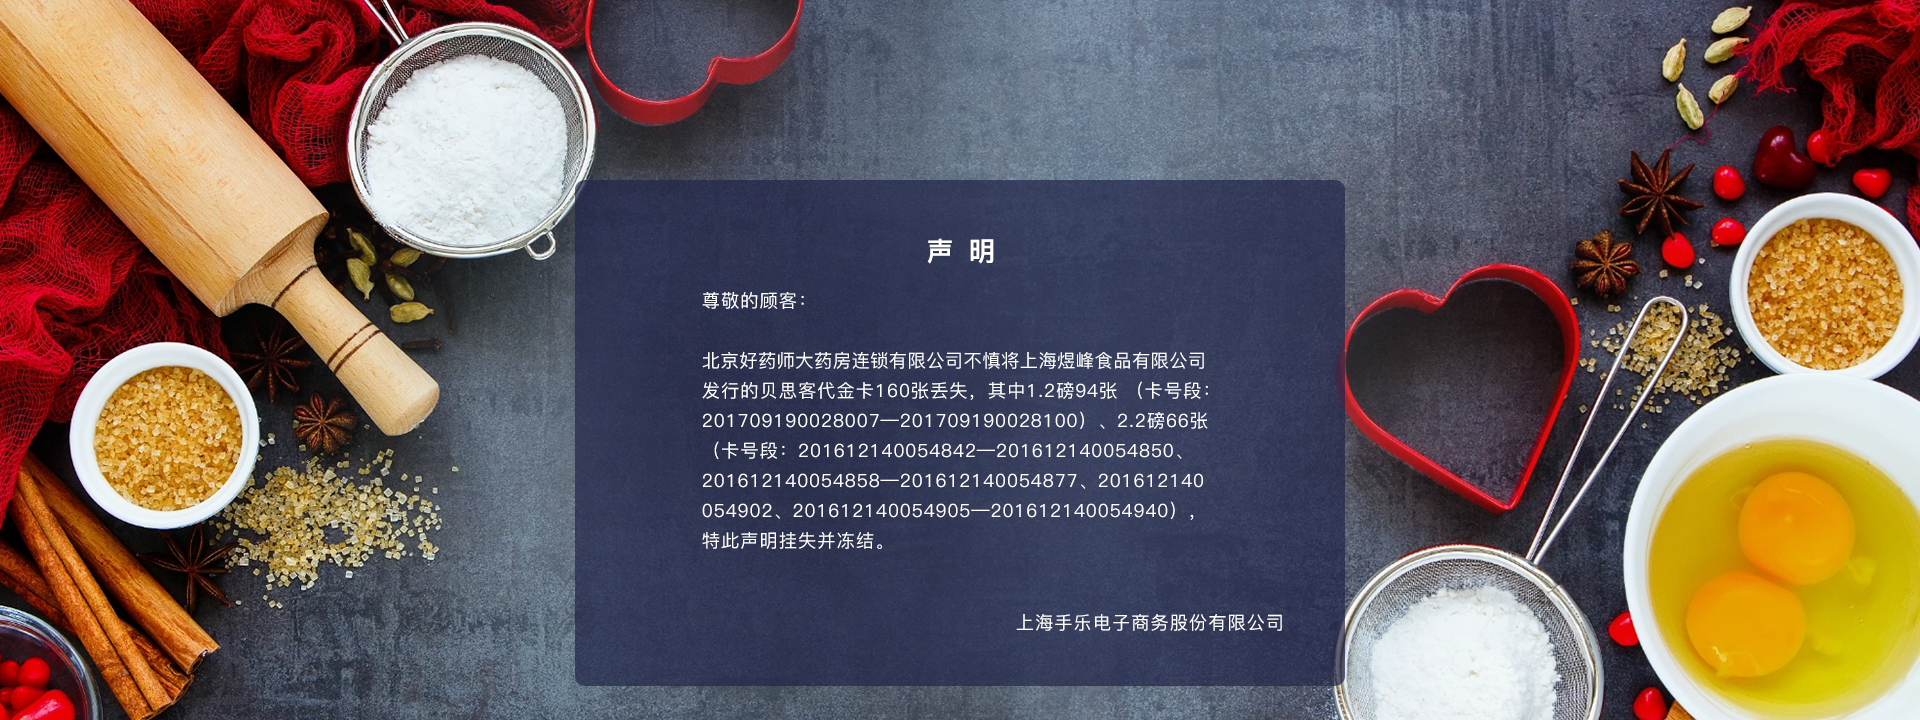 声 明
尊敬的顾客：
北京好药师大药房连锁有限公司不慎将上海煜峰食品有限公司
发行的贝思客代金卡160张丢失，其中1.2磅94张 （卡号段：
201709190028007—201709190028100）、2.2磅66张
（卡号段：201612140054842—201612140054850、
201612140054858—201612140054877、201612140
054902、201612140054905—201612140054940），
特此声明挂失并冻结。
上海手乐电子商务股份有限公司